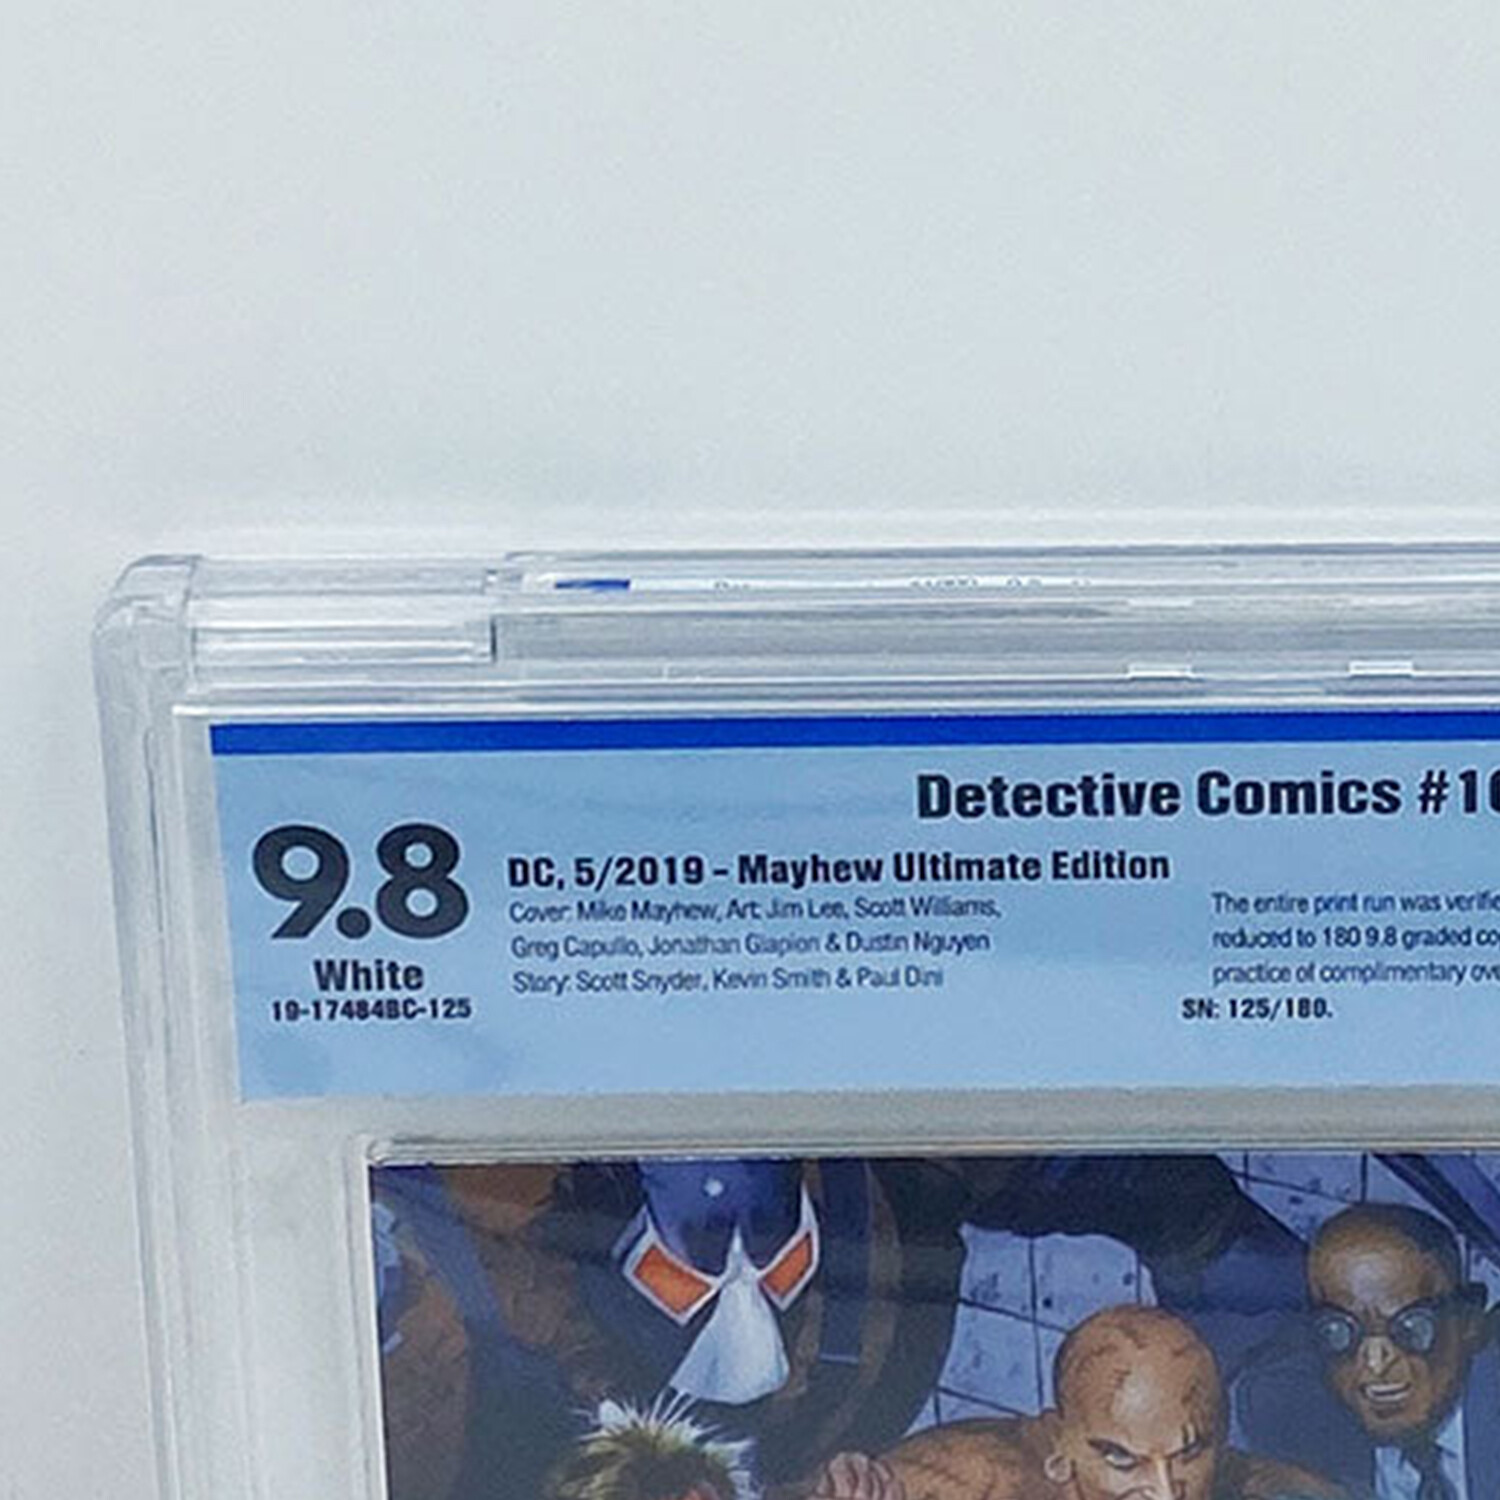 Detective Comics #10
9.8
DC, 5/2019 - Mayhew Ultimate Edition
Cover: Mike Mayhew, Art: Jim Lee, Scott Williams,
Greg Capullo, Jonathan Glapion & Dustin Nguyen
Story: Scott Snyder, Kevin Smith & Paul Dini
White
19-17484BC-125
The entire print run was verifie
reduced to 180 9.8 graded co
practice of complimentary ove
SN: 125/180.